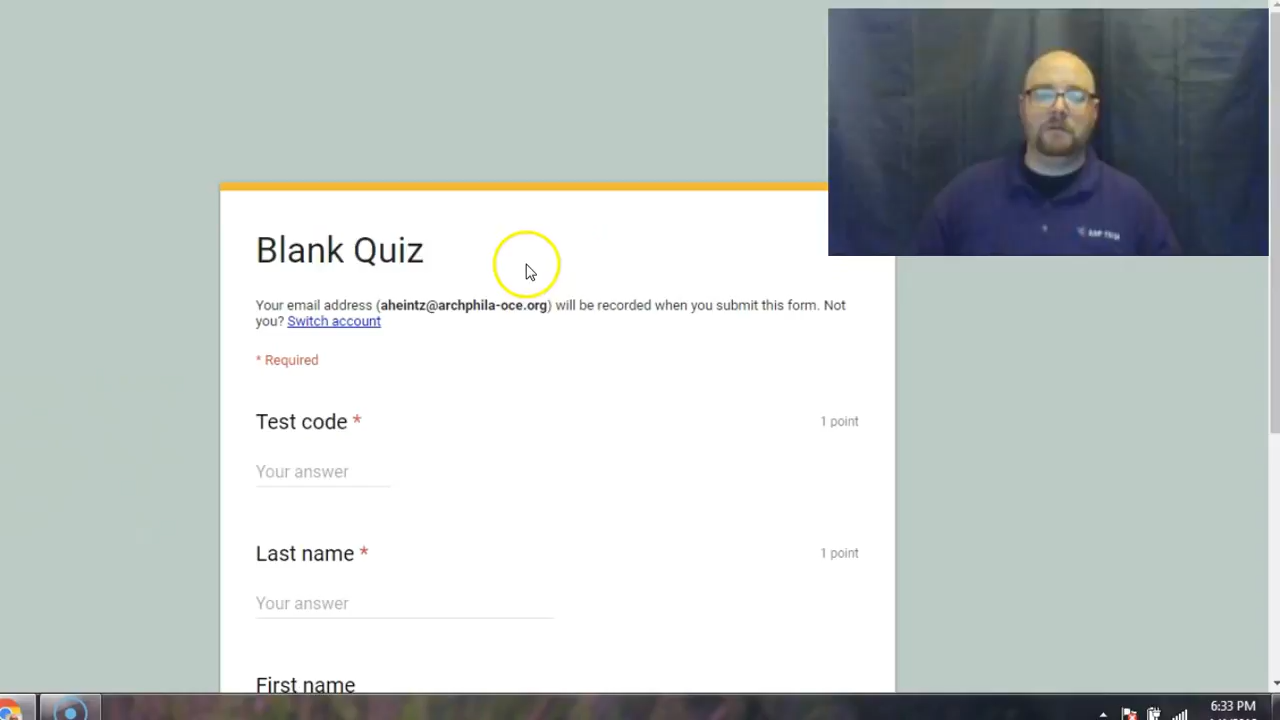 Blank Quiz
Your email address (aheintz@archphila-oce.org) will be recorded when you submit this form. Not
you? Switch account
* Required
Test code *
1 point
Your answer
Last name *
1 point
Your answer
First name
6:33 PM